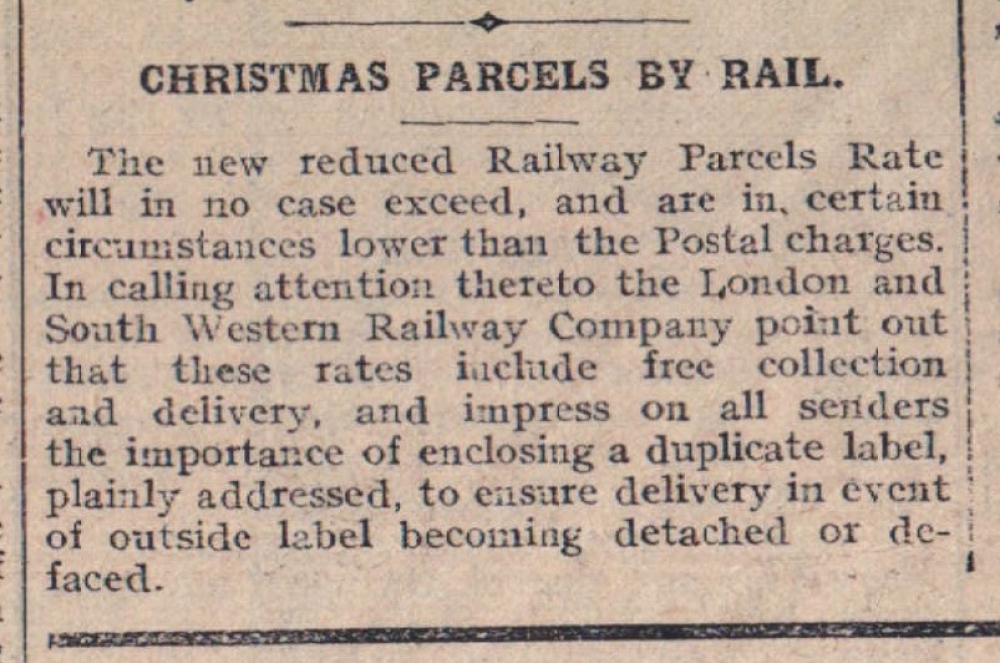 CHRISTMAS PARCELS BY RAIL.
The new reduced Railway Parcels Rate
will in no case exceed, and are in, certain
circumstances lower than the Postal charges.
In calling attention thereto the London and
South Western Railway Company point out
that these rates include free collection
and delivery, and impress on all senders
the importance of enclosing a duplicate label,
plainly addressed, to ensure delivery in event
of outside label becoming detached or de-
faced.